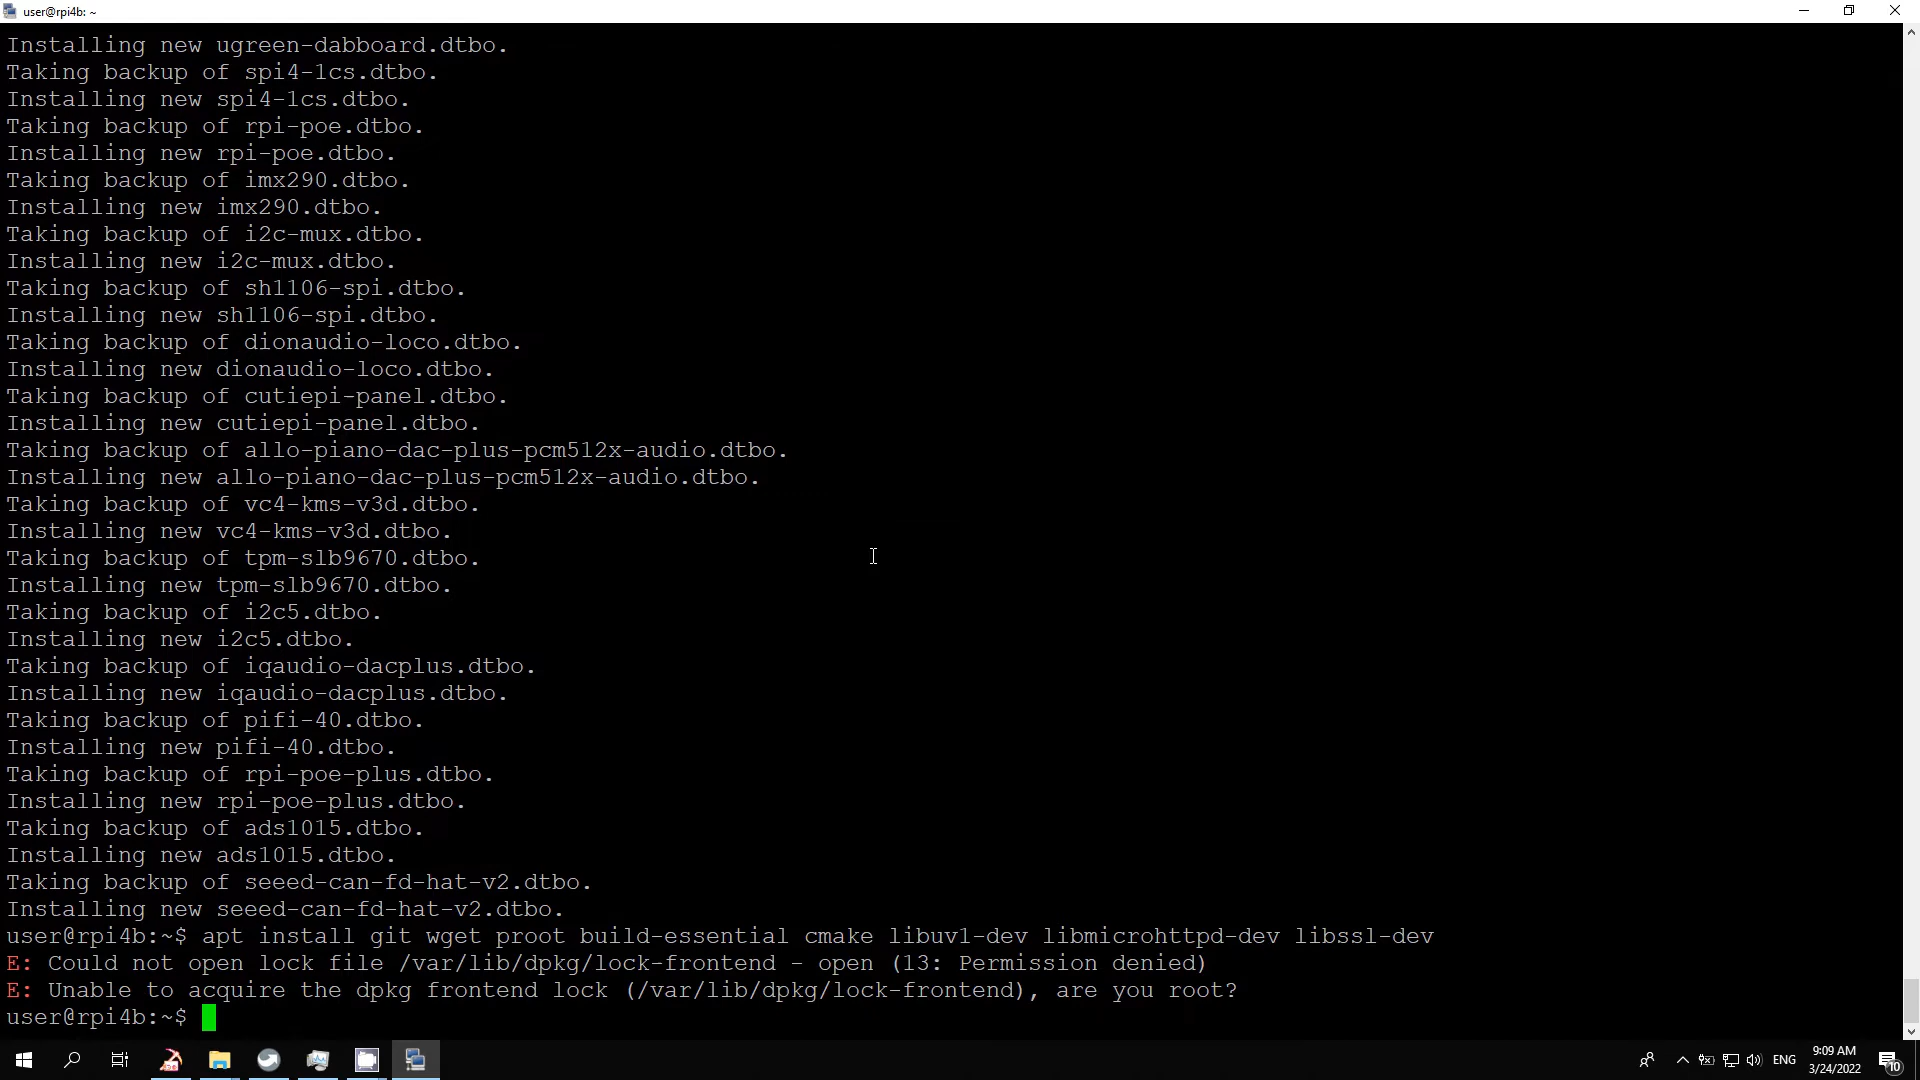 user@rpi4b: ~
Installing new ugreen-dabboard.dtbo.
Taking backup of spi4-1cs.dtbo.
Installing new spi4-1cs.dtbo.
Taking backup of rpi-poe.dtbo.
Installing new rpi-poe.dtbo.
Taking backup of imx290.dtbo.
Installing new imx290.dtbo.
Taking backup of i2c-mux.dtbo.
Installing new i2c-mux.dtbo.
Taking backup of sh1106-spi.dtbo.
Installing new sh1106-spi.dtbo.
Taking backup of dionaudio-loco.dtbo.
Installing new dionaudio-loco.dtbo.
Taking backup of cutiepi-panel.dtbo.
Installing new cutiepi-panel.dtbo.
Taking backup of allo-piano-dac-plus-pcm512x-audio.dtbo.
Installing new allo-piano-dac-plus-pcm512x-audio.dtbo.
Taking backup of vc4-kms-v3d.dtbo.
Installing new vc4-kms-v3d.dtbo.
Taking backup of tpm-slb9670.dtbo.
Installing new tpm-slb9670.dtbo.
Taking backup of i2c5.dtbo.
Installing new i2c5.dtbo.
Taking backup of iqaudio-dacplus.dtbo.
Installing new iqaudio-dacplus.dtbo.
Taking backup of pifi-40.dtbo.
Installing new pifi-40.dtbo.
Taking backup of rpi-poe-plus.dtbo.
Installing new rpi-poe-plus.dtbo.
Taking backup of ads1015.dtbo.
Installing new ads1015.dtbo.
Taking backup of seeed-can-fd-hat-v2.dtbo.
Installing new seeed-can-fd-hat-v2.dtbo.
user@rpi4b:~$ apt install git wget proot build-essential cmake libuv1-dev libmicrohttpd-dev libssl-dev
E: Could not open lock file /var/lib/dpkg/lock-frontend - open (13: Permission denied)
E: Unable to acquire the dpkg frontend lock (/var/lib/dpkg/lock-frontend), are you root?
user@rpi4b:~$
ENG
9:09 AM
3/24/2022
10